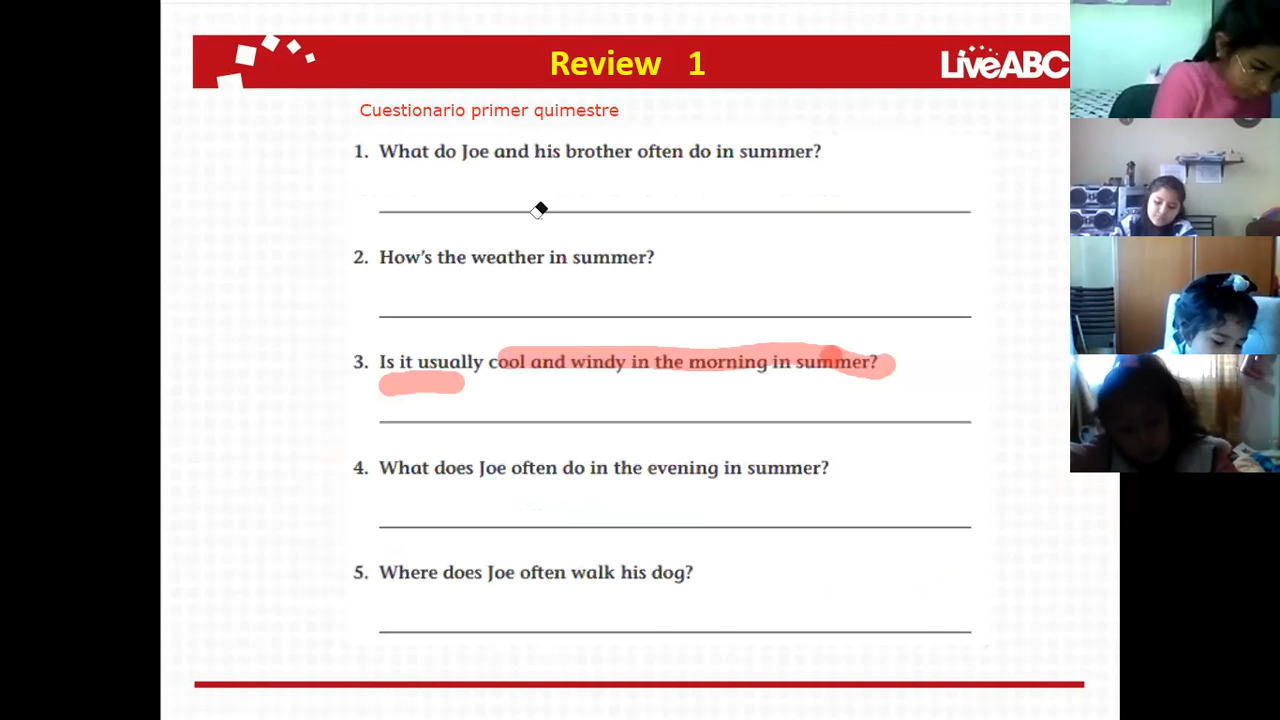 Review 1
LiveABC
Cuestionario primer quimestre
1. What do Joe and his brother often do in summer?
2. How's the weather in summer?
3. Is it usually cool and windy in the morning in summer?
4. What does Joe often do in the evening in summer?
5. Where does Joe often walk his dog?